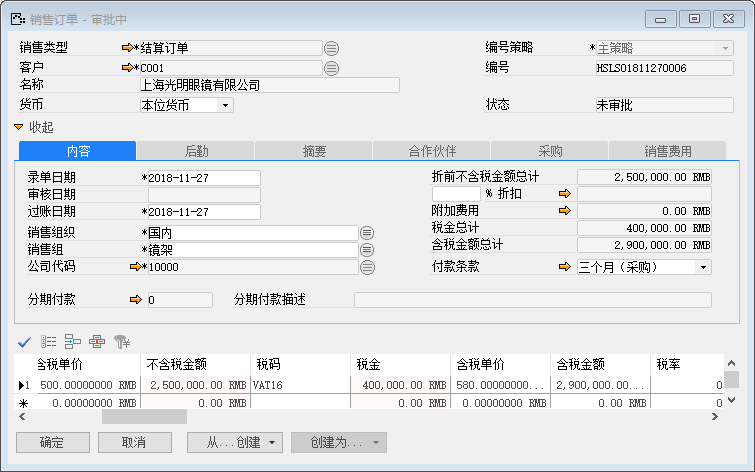 销售订单 - 审批中
销售类型 *结算订单 编号策略 *主策略
客户 *C001 编号 HSLS01811270006
名称 上海光明眼镜有限公司
货币 本位货币 状态 未审批
收起
内容 后勤 摘要 合作伙伴 采购 销售费用
录单日期 *2018-11-27 折前不含税金额总计 2,500,000.00 RMB
审核日期 % 折扣
过账日期 *2018-11-27 附加费用 0.00 RMB
销售组织 *国内 税金总计 400,000.00 RMB
销售组 *镜架 含税金额总计 2,900,000.00 RMB
公司代码 *10000 付款条款 三个月（采购）
分期付款 0 分期付款描述
含税单价 不含税金额 税码 税金 含税单价 含税金额 税率
1 500.00000000 RMB 2,500,000.00 RMB VAT16 400,000.00 RMB 580.00000000... 2,900,000.00... 0
* 0.00000000 RMB 0.00 RMB 0.00 RMB 0.00000000 RMB 0.00 RMB 0
确定 取消 从...创建 创建为...